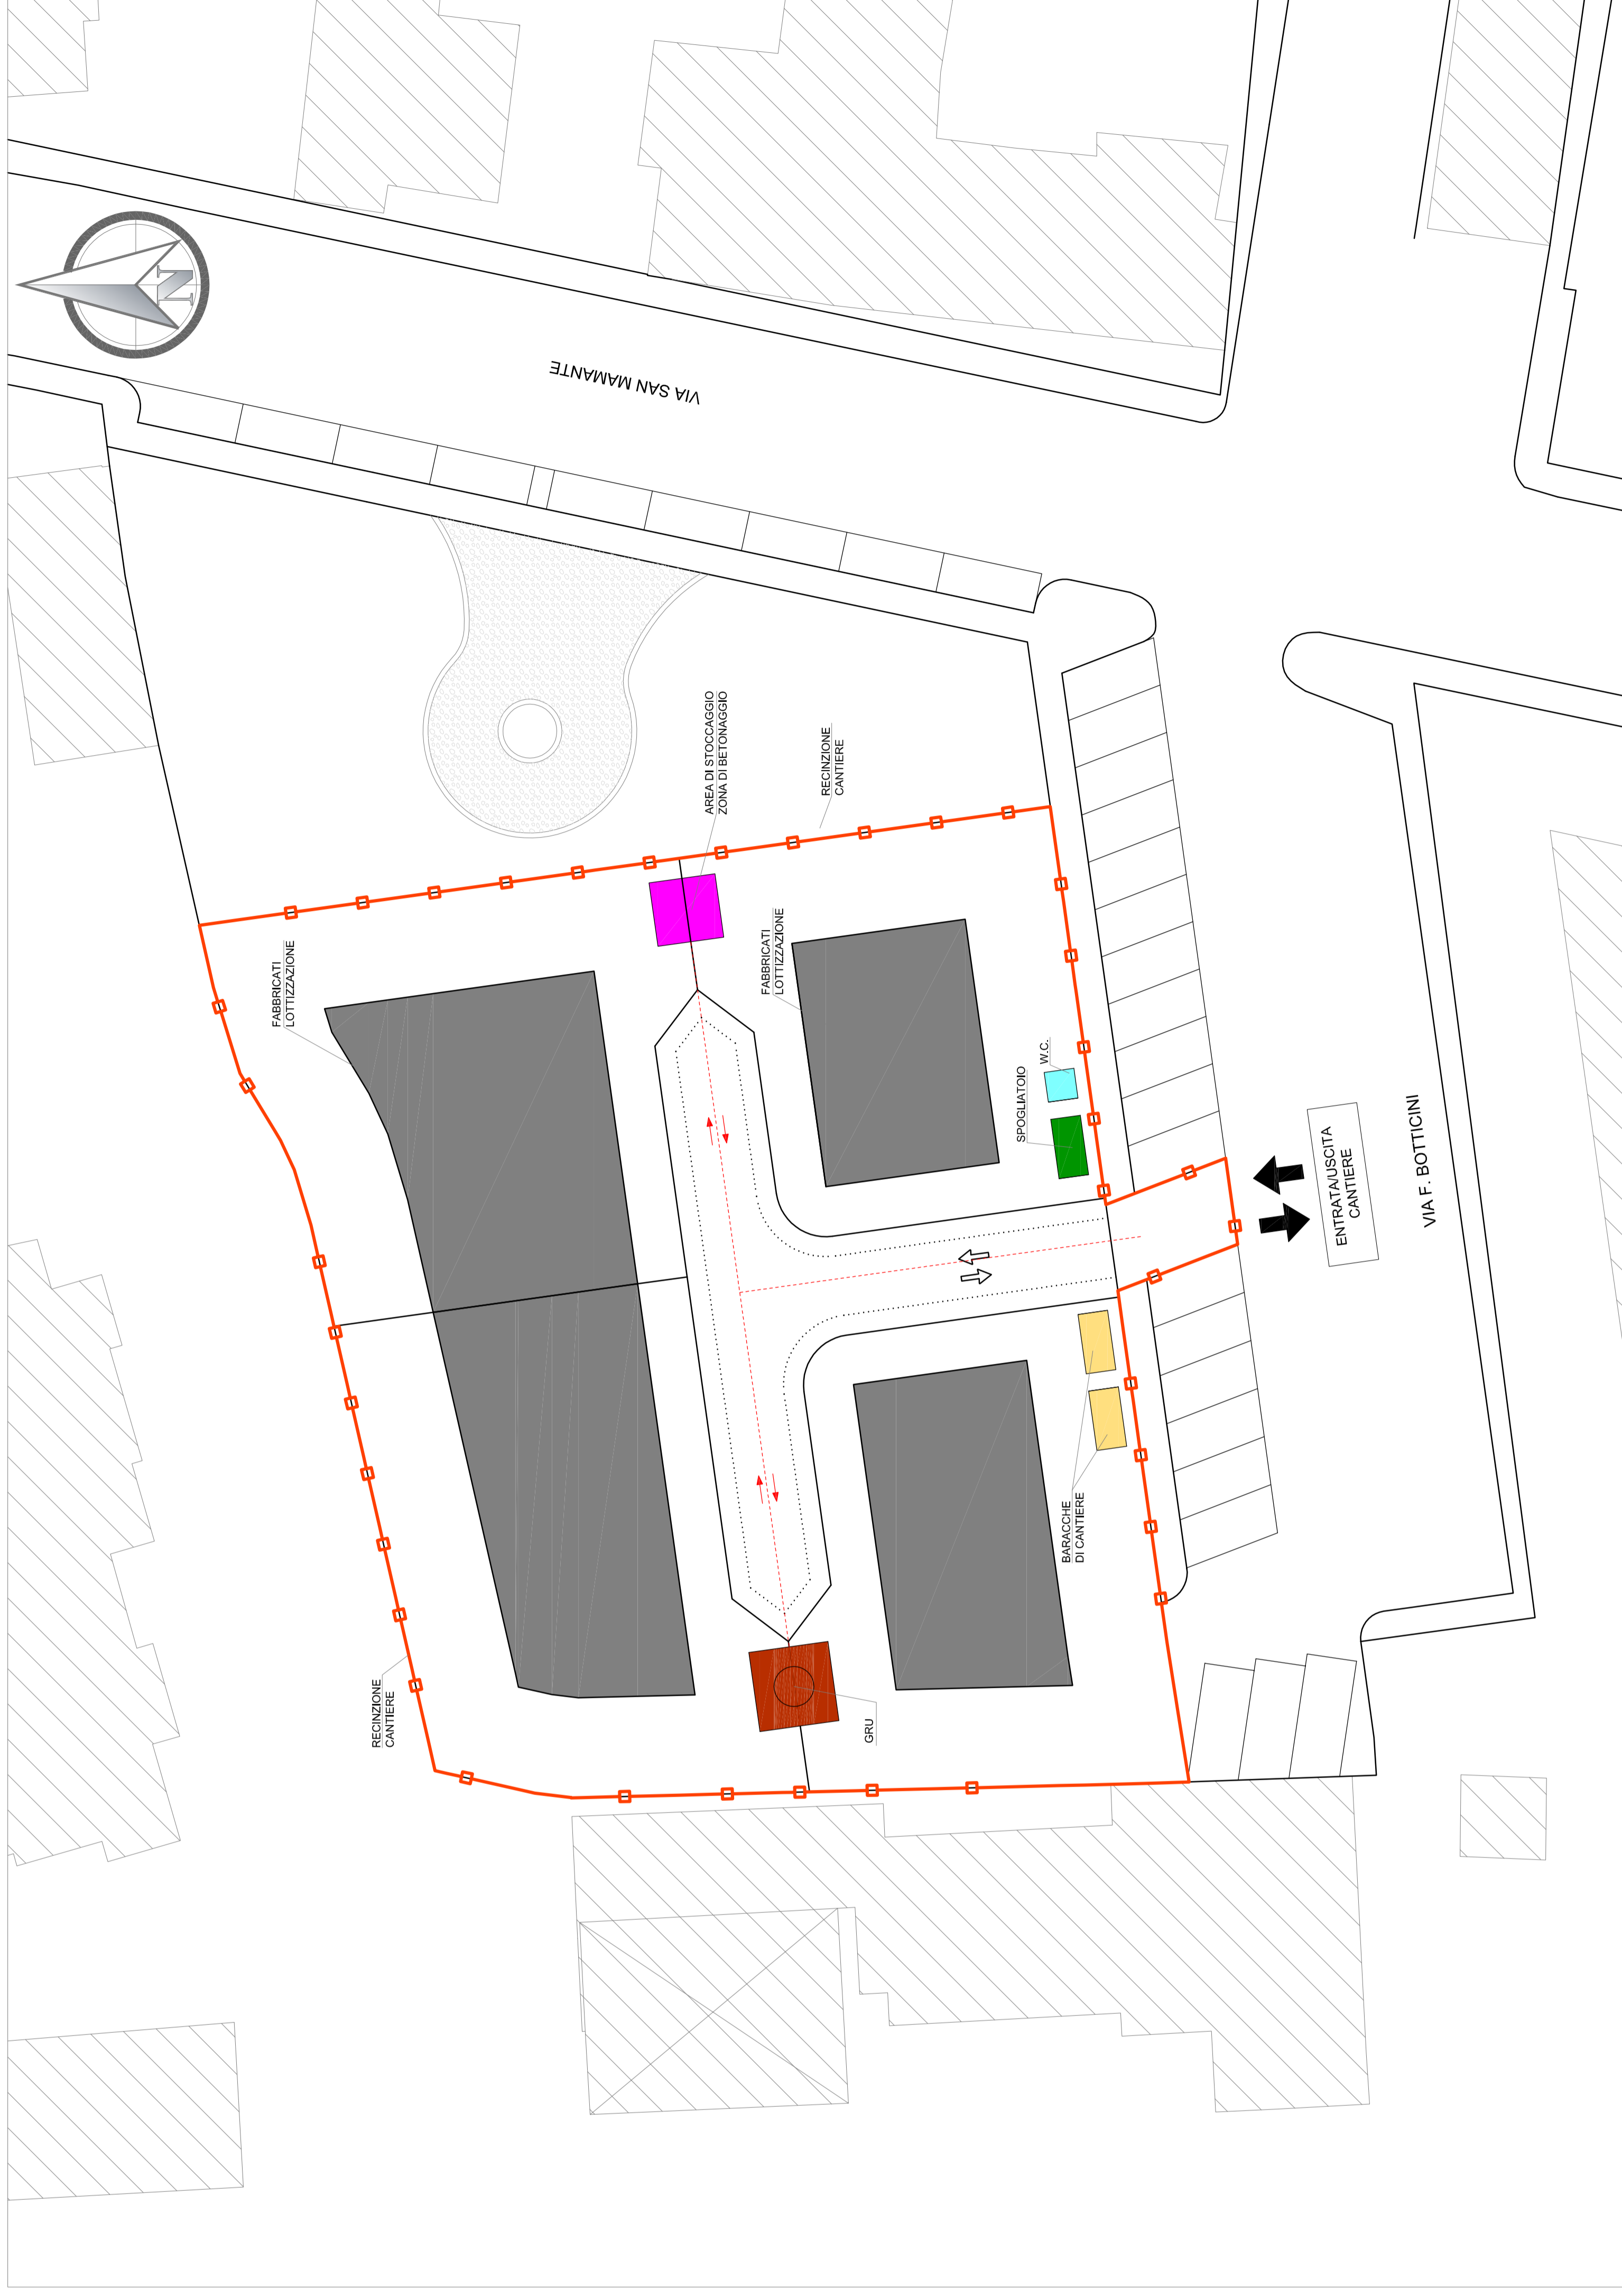 N
VIA SAN MAMANTE
AREA DI STOCCAGGIO
ZONA DI BETONAGGIO
RECINZIONE
CANTIERE
FABBRICATI
LOTTIZZAZIONE
FABBRICATI
LOTTIZZAZIONE
W.C.
SPOGLIATOIO
ENTRATA/USCITA
CANTIERE
VIA F. BOTTICINI
BARACCHE
DI CANTIERE
RECINZIONE
CANTIERE
GRU